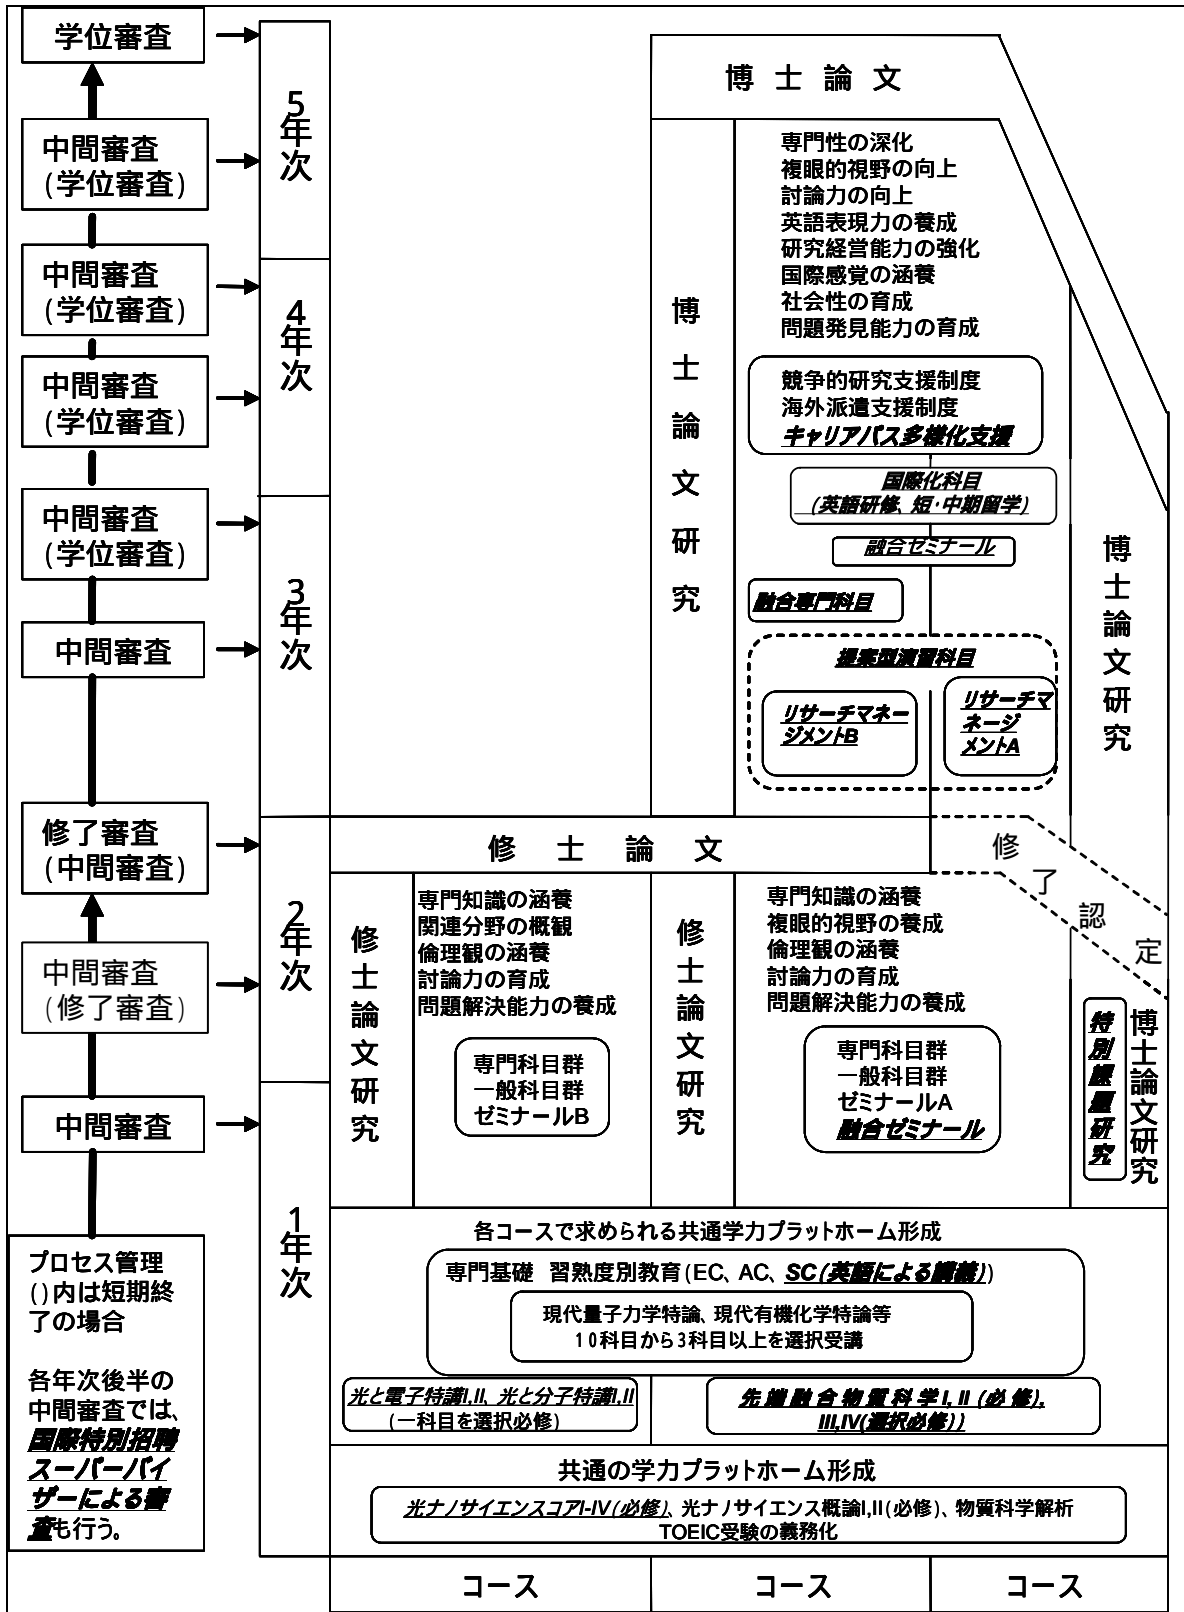 学位審査
中間審査
(学位審査)
中間審査
(学位審査)
中間審査
(学位審査)
中間審査
(学位審査)
中間審査
修了審査
(中間審査)
中間審査
(修了審査)
中間審査
プロセス管理
()内は短期終
了の場合
各年次後半の
中間審査では、
国際特別招聘
スーパーバイ
ザーによる審
査も行う。
5年次
4年次
3年次
2年次
1年次
博士論文
博士論文研究
専門性の深化
複眼的視野の向上
討論力の向上
英語表現力の養成
研究経営能力の強化
国際感覚の涵養
社会性の育成
問題発見能力の育成
競争的研究支援制度
海外派遣支援制度
キャリアパス多様化支援
国際化科目
(英語研修、短・中期留学)
融合ゼミナール
融合専門科目
提案型演習科目
リサーチマネー
ジメントB
リサーチマ
ネージ
メントA
博士論文研究
修士論文
修了認定
修士論文研究
専門知識の涵養
関連分野の概観
倫理観の涵養
討論力の育成
問題解決能力の養成
専門科目群
一般科目群
ゼミナールB
修士論文研究
専門知識の涵養
複眼的視野の養成
倫理観の涵養
討論力の育成
問題解決能力の養成
専門科目群
一般科目群
ゼミナールA
融合ゼミナール
特別課題研究
博士論文研究
各コースで求められる共通学力プラットホーム形成
専門基礎 習熟度別教育(EC、AC、SC(英語による講義))
現代量子力学特論、現代有機化学特論等
10科目から3科目以上を選択受講
光と電子特講I,II、光と分子特講I,II
(一科目を選択必修)
先端融合物質科学I, II (必修),
III,IV(選択必修))
共通の学力プラットホーム形成
光ナノサイエンスコアI-IV(必修)、光ナノサイエンス概論I,II(必修)、物質科学解析
TOEIC受験の義務化
コース
コース
コース